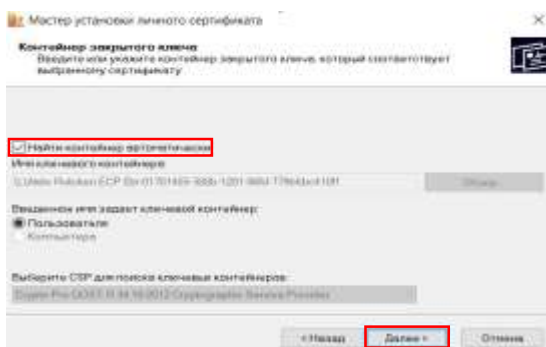 Мастер установки личного сертификата
Контейнер закрытого ключа
Введите или укажите контейнер закрытого ключа, который соответствует
выбранному сертификату
Найти контейнер автоматически
Имя ключевого контейнера:
Обзор
Введенное имя задает ключевой контейнер:
Пользователя
Компьютера
Выберите CSP для поиска ключевых контейнеров:
Crypto-Pro GOST R 34.10-2012 Cryptographic Service Provider
< Назад
Далее >
Отмена